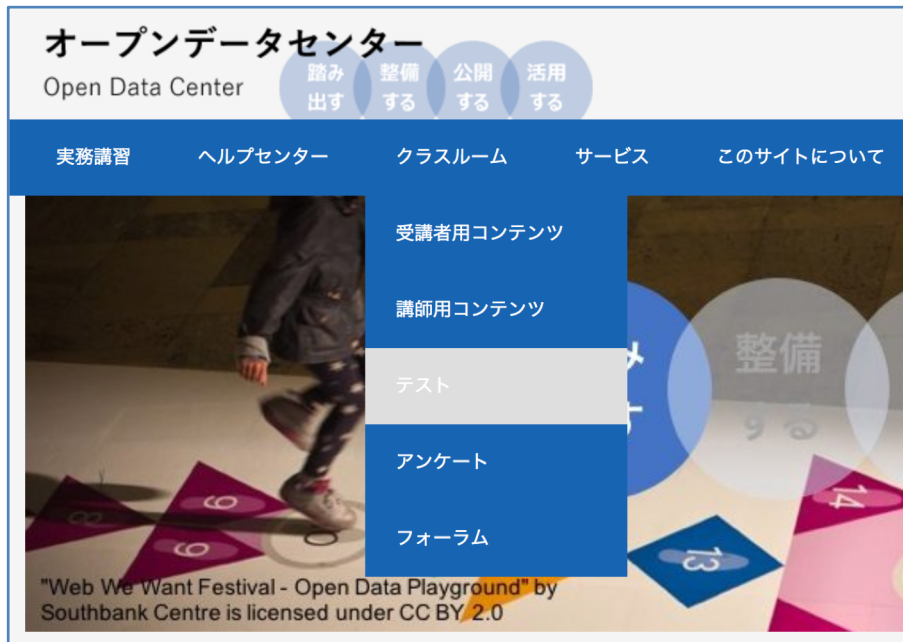 オープンデータセンター
Open Data Center
踏み 整備 公開 活用
出す する する する
実務講習 ヘルプセンター クラスルーム サービス このサイトについて
受講者用コンテンツ
講師用コンテンツ
テスト
アンケート
フォーラム
み
す
整備
する
8
9
9
0
13
14
"Web We Want Festival - Open Data Playground" by
Southbank Centre is licensed under CC BY 2.0